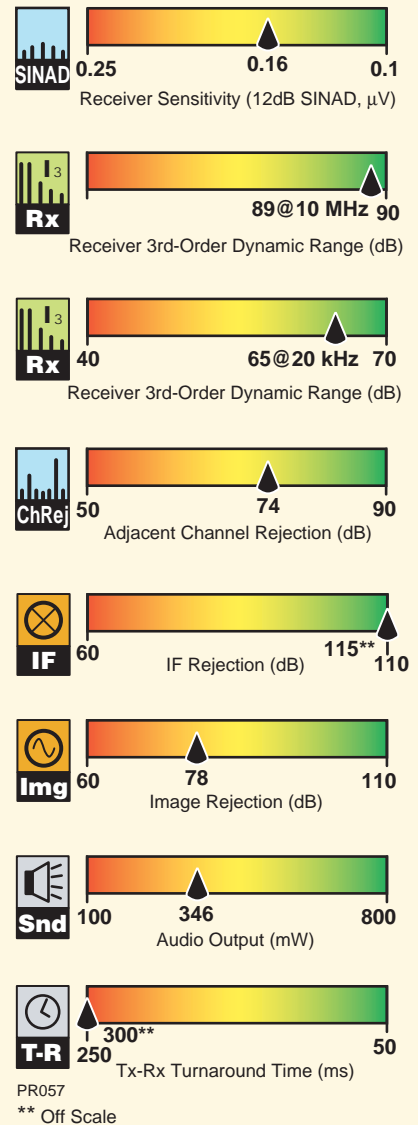 SINAD
0.25 0.16 0.1
Receiver Sensitivity (12dB SINAD, µV)
I3
Rx
89@10 MHz 90
Receiver 3rd-Order Dynamic Range (dB)
I3
Rx
40 65@20 kHz 70
Receiver 3rd-Order Dynamic Range (dB)
ChRej
50 74 90
Adjacent Channel Rejection (dB)
IF
60 115** 110
IF Rejection (dB)
Img
60 78 110
Image Rejection (dB)
Snd
100 346 800
Audio Output (mW)
T-R
250 300** 50
Tx-Rx Turnaround Time (ms)
PR057
** Off Scale